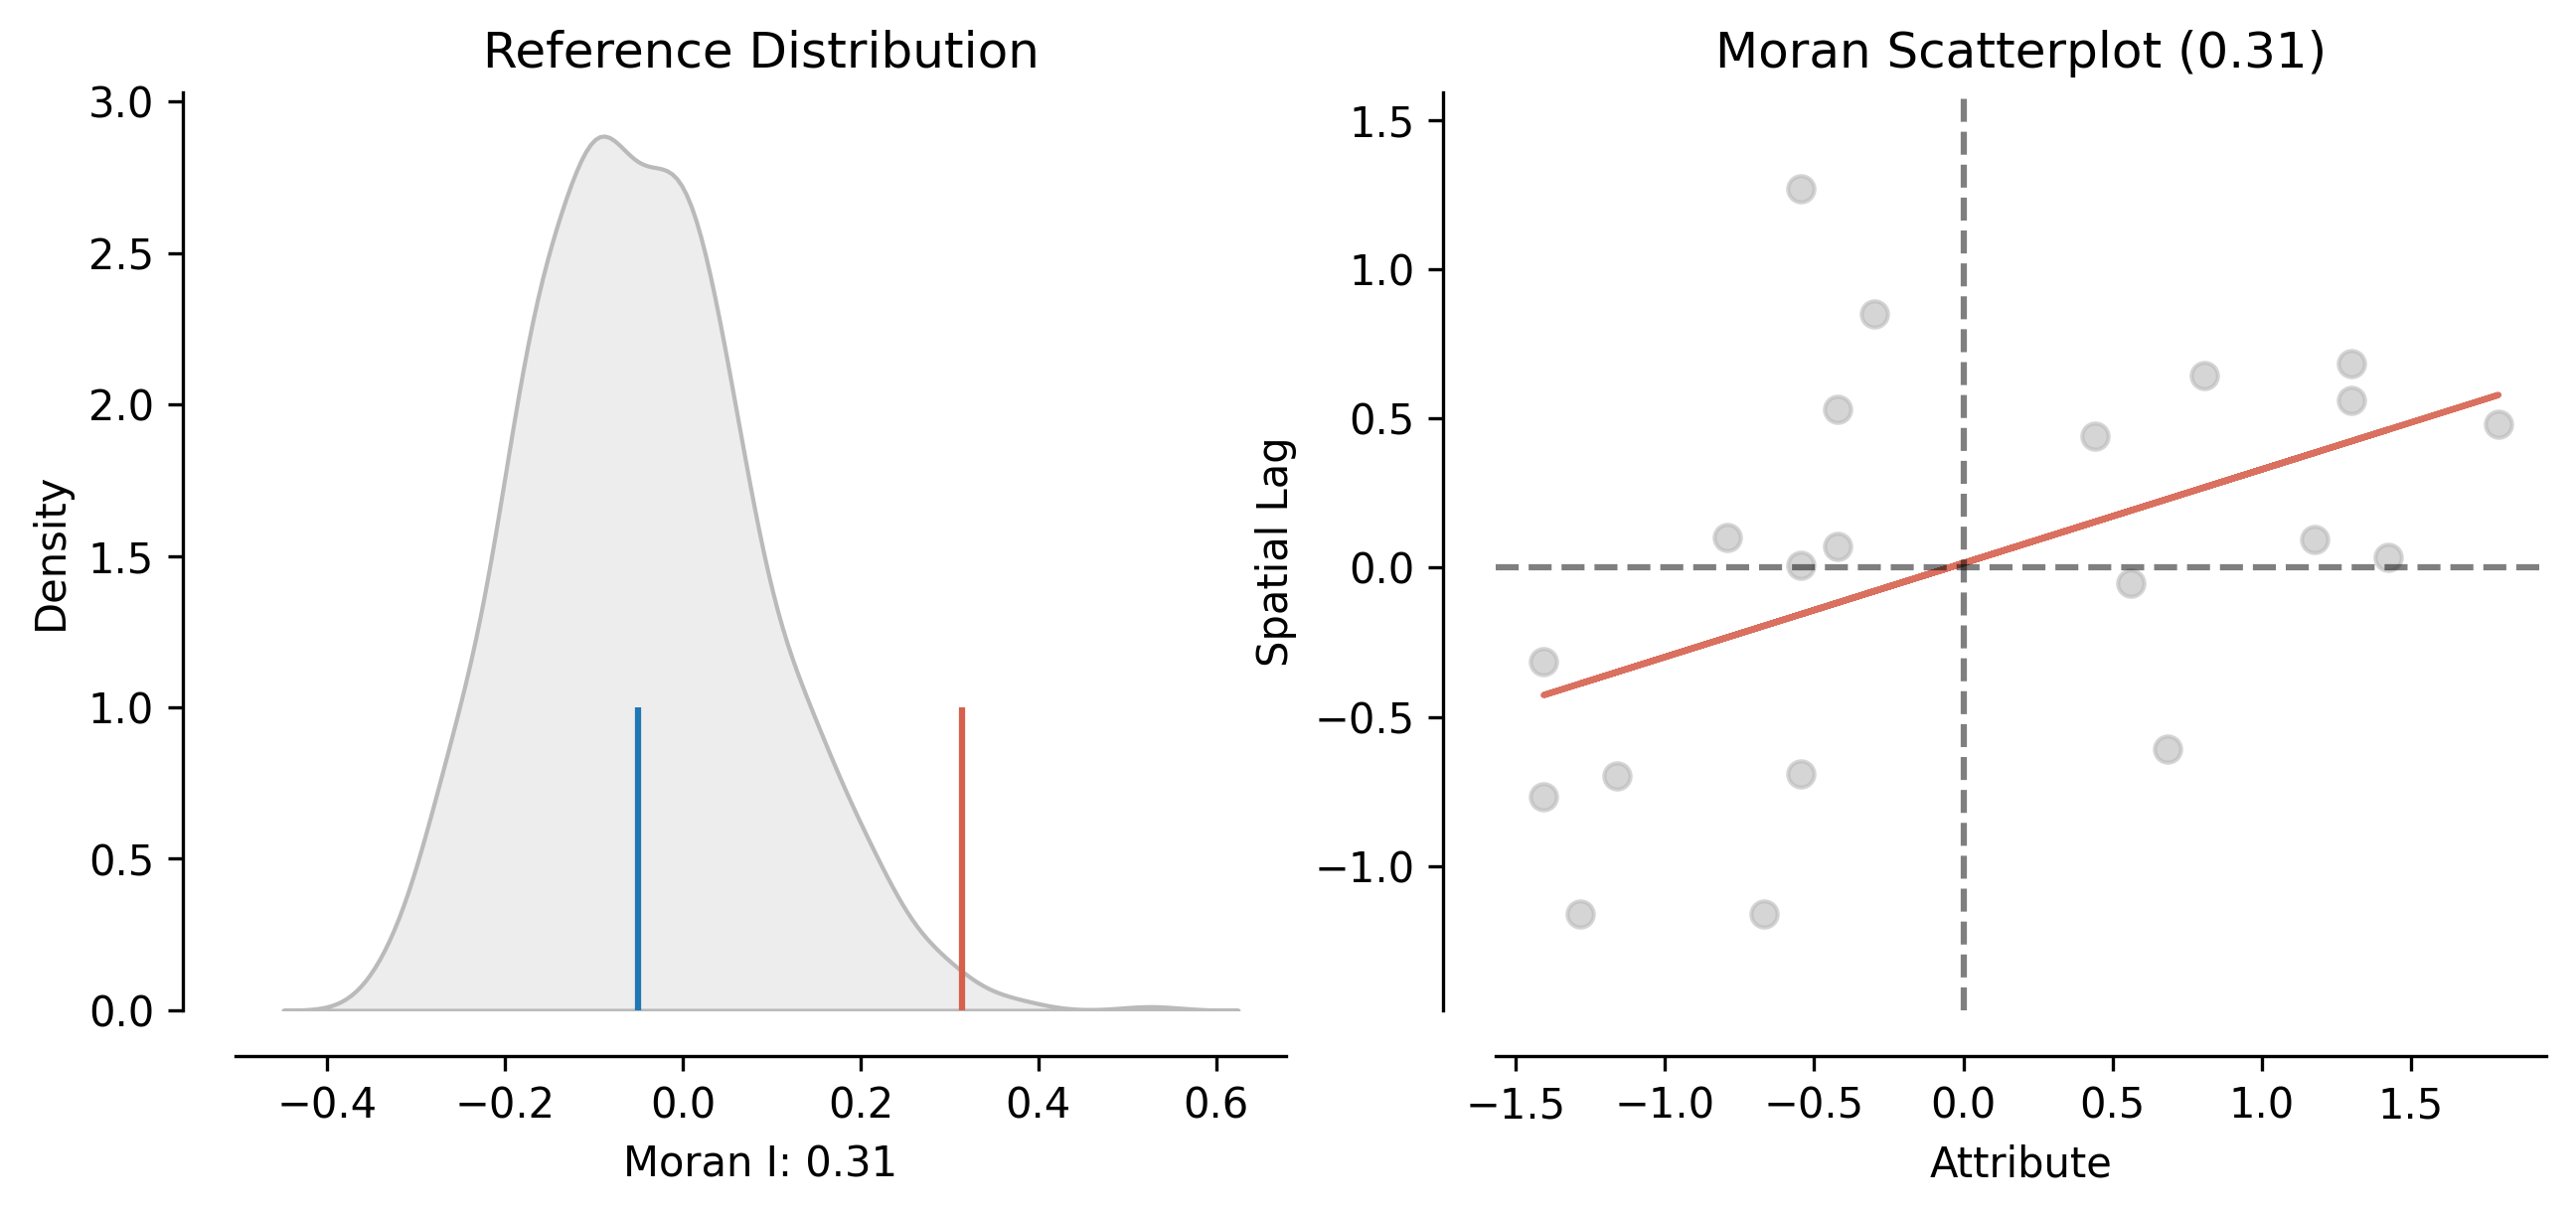 Reference Distribution
3.0
2.5
2.0
1.5
1.0
0.5
0.0
Density
−0.4 −0.2 0.0 0.2 0.4 0.6
Moran I: 0.31
Moran Scatterplot (0.31)
1.5
1.0
0.5
0.0
−0.5
−1.0
Spatial Lag
−1.5 −1.0 −0.5 0.0 0.5 1.0 1.5
Attribute